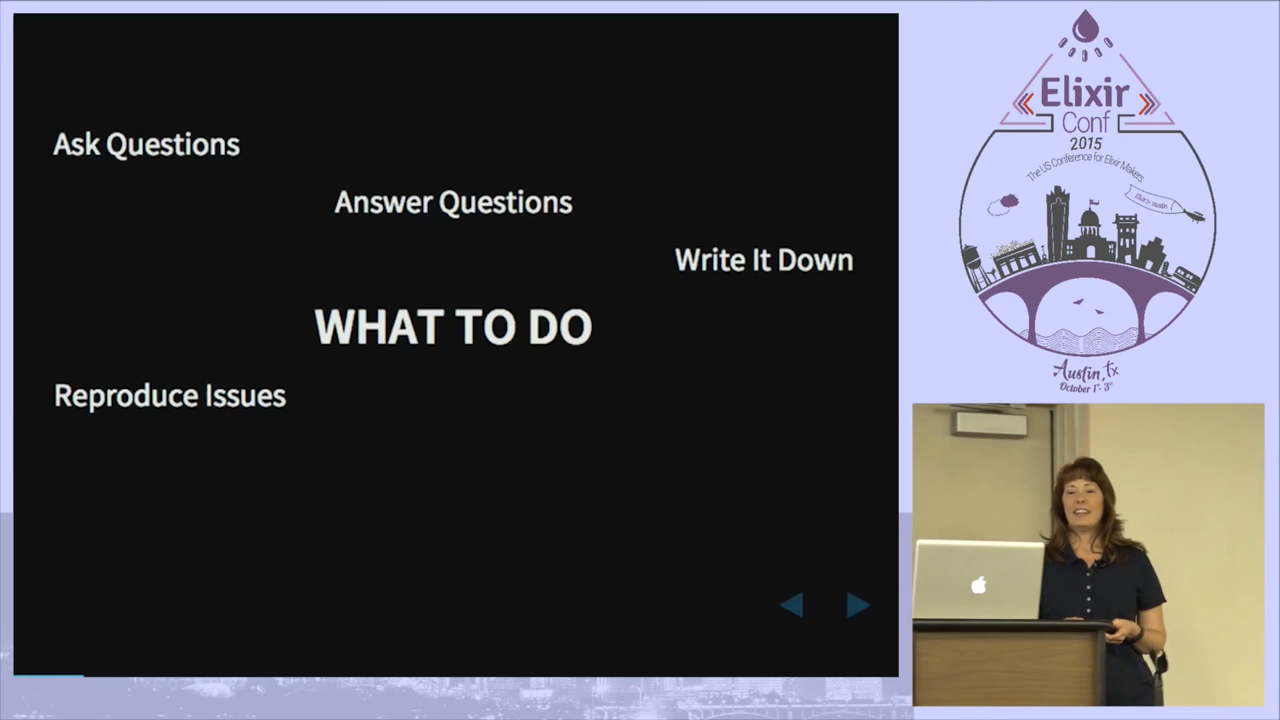 Ask Questions
Answer Questions
Write It Down
WHAT TO DO
Reproduce Issues
Elixir
Conf
2015
The US Conference for Elixir Makers
Austin, Tx
October 1st - 3rd